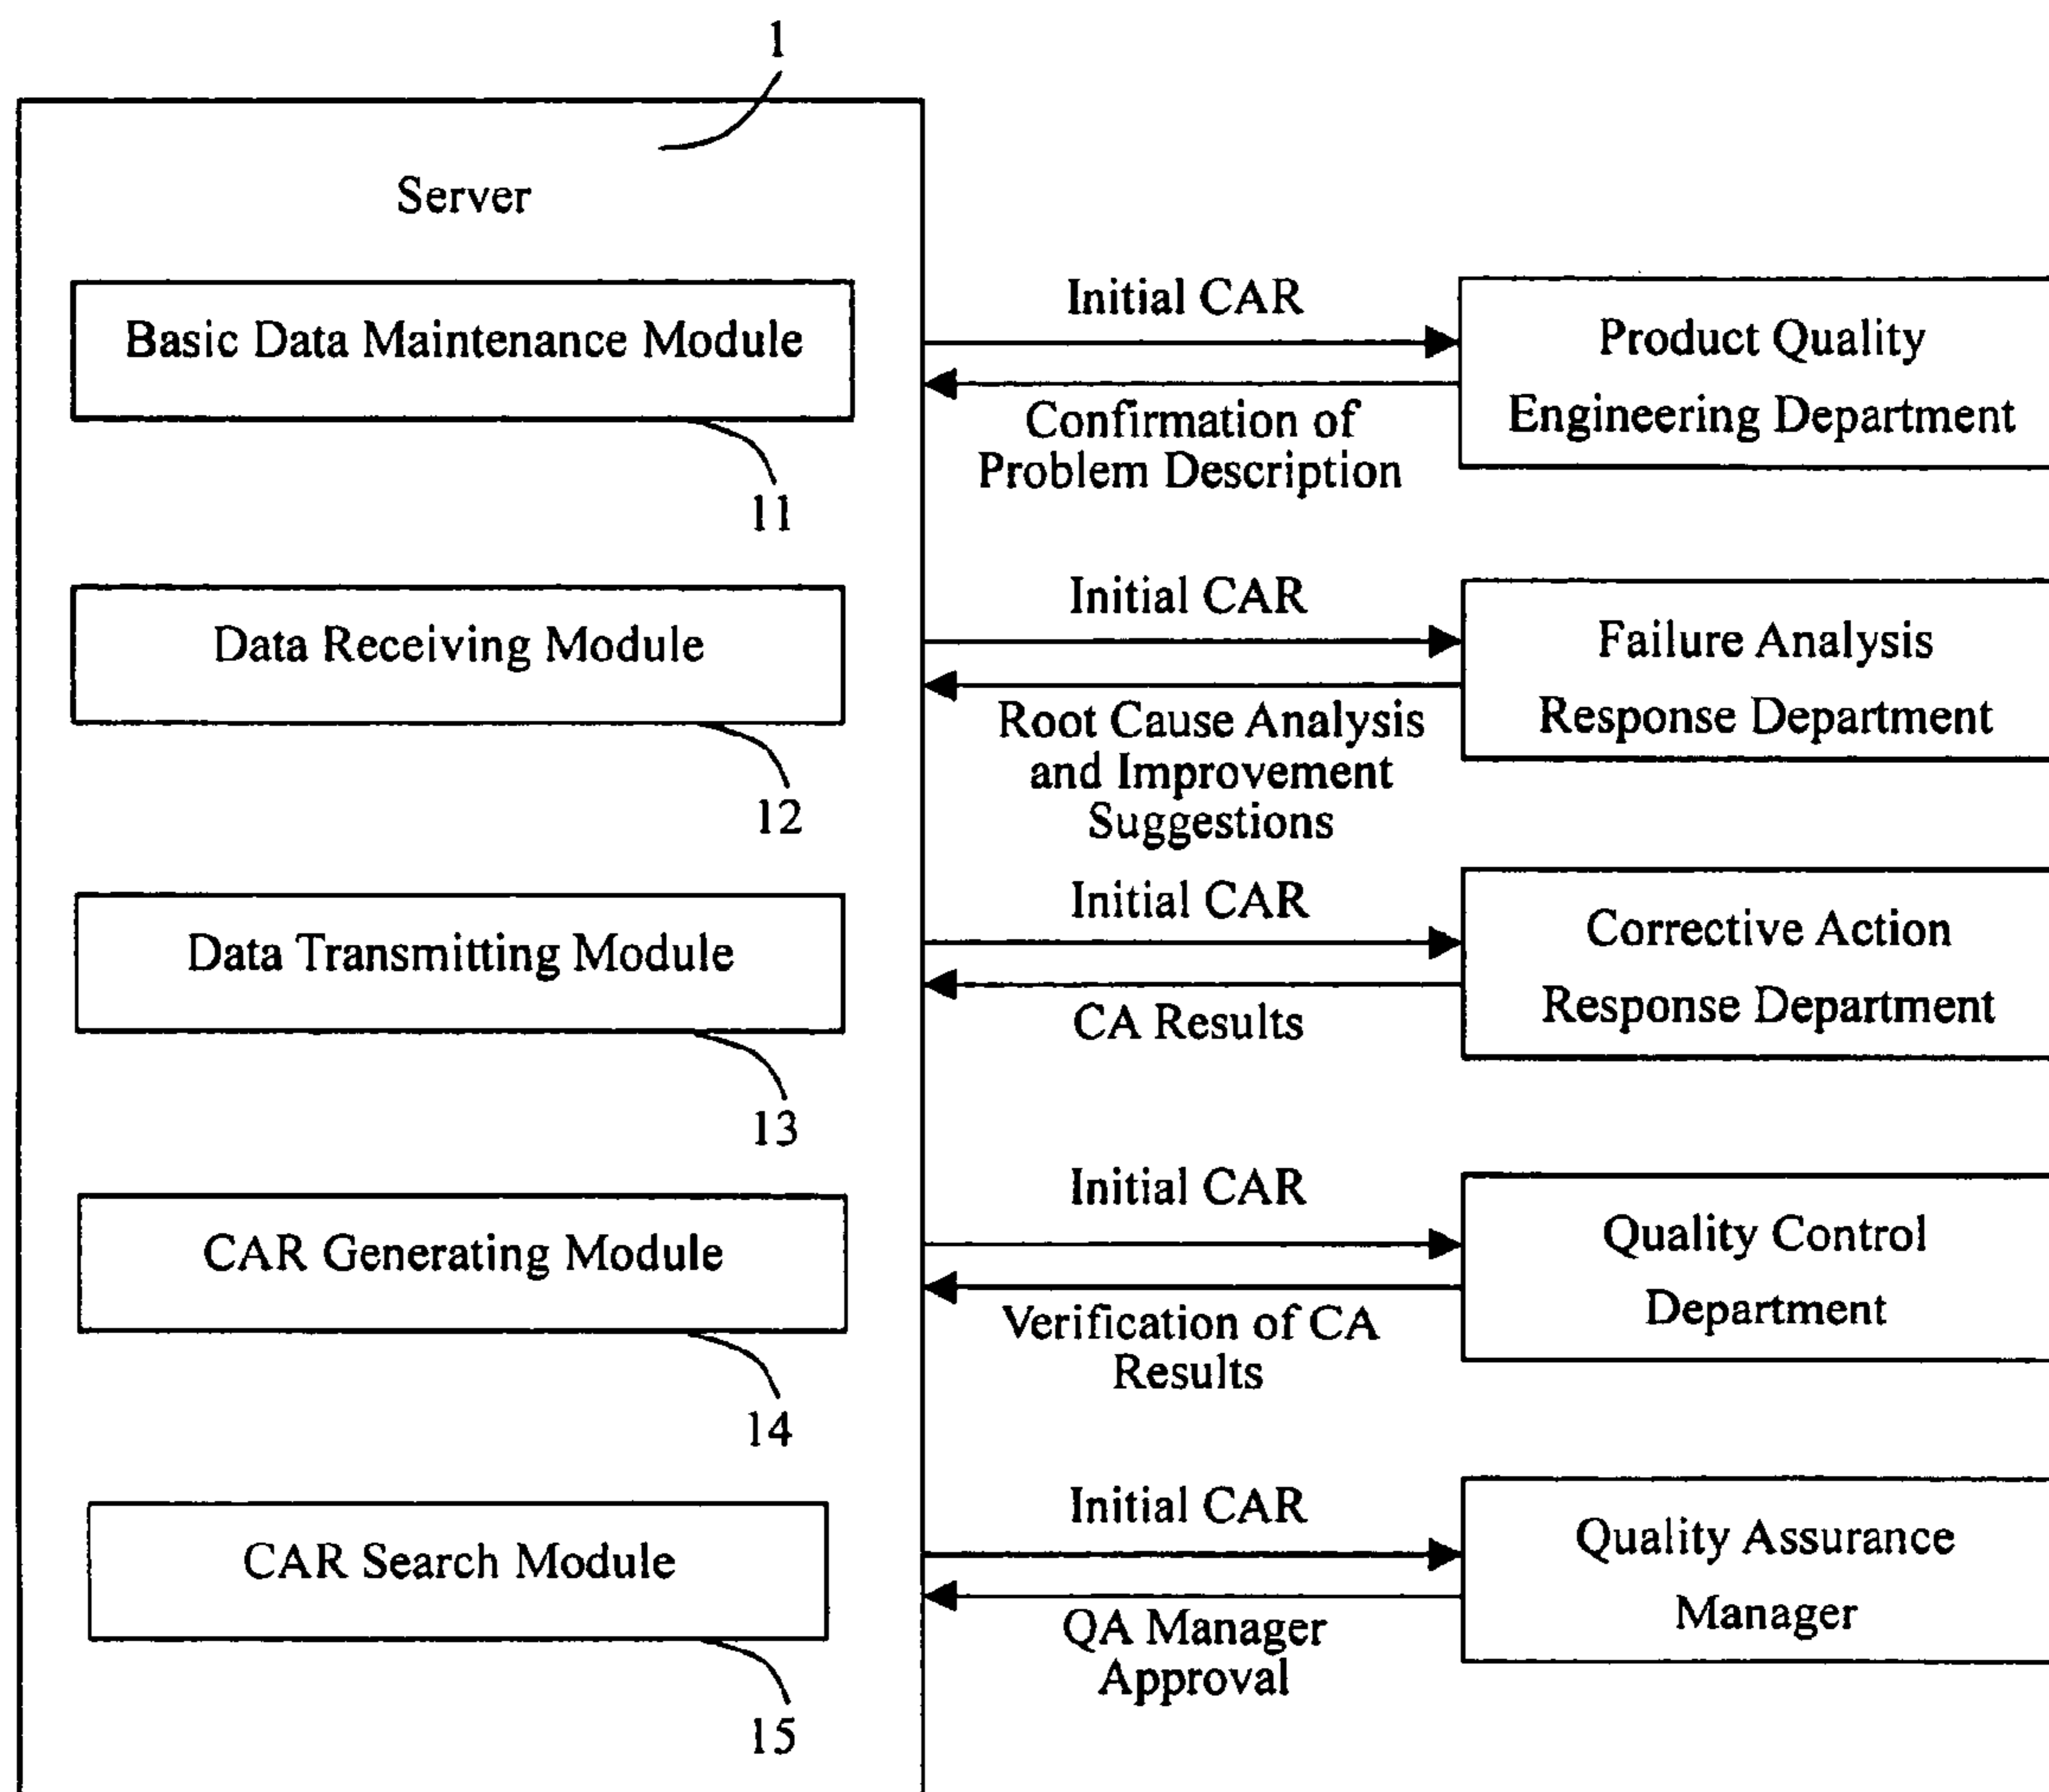 1
Server
Basic Data Maintenance Module
11
Data Receiving Module
12
Data Transmitting Module
13
CAR Generating Module
14
CAR Search Module
15
Initial CAR
Confirmation of
Problem Description
Product Quality
Engineering Department
Initial CAR
Root Cause Analysis
and Improvement
Suggestions
Failure Analysis
Response Department
Initial CAR
CA Results
Corrective Action
Response Department
Initial CAR
Verification of CA
Results
Quality Control
Department
Initial CAR
QA Manager
Approval
Quality Assurance
Manager